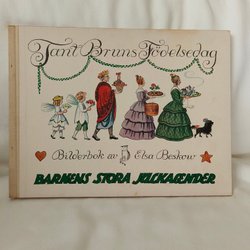 Tant Bruns Födelsedag
Bilderbok av Elsa Beskow
BARNENS STORA JULKALENDER